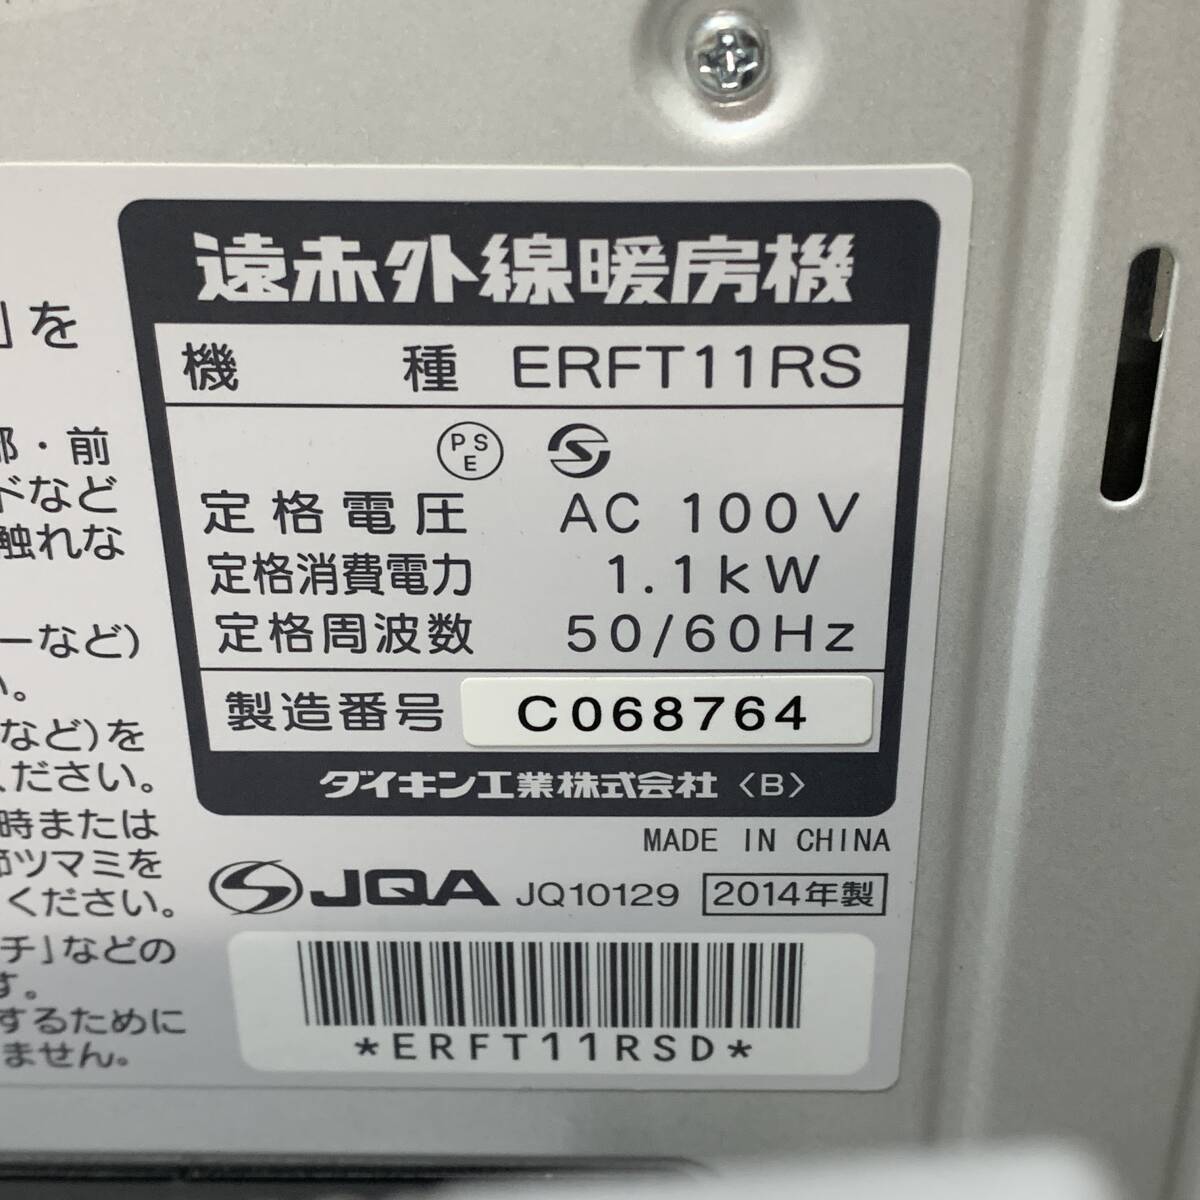 遠赤外線暖房機
機種 ERFT11RS
PSE
定格電圧 AC 100V
定格消費電力 1.1kW
定格周波数 50/60Hz
製造番号 C068764
ダイキン工業株式会社〈B〉
MADE IN CHINA
JQA JQ10129 2014年製
*ERFT11RSD*
」を
部・前
ドなど
触れな
ーなど)
い。
など)を
ください。
時または
節ツマミを
ください。
チ」などの
す。
するために
ません。